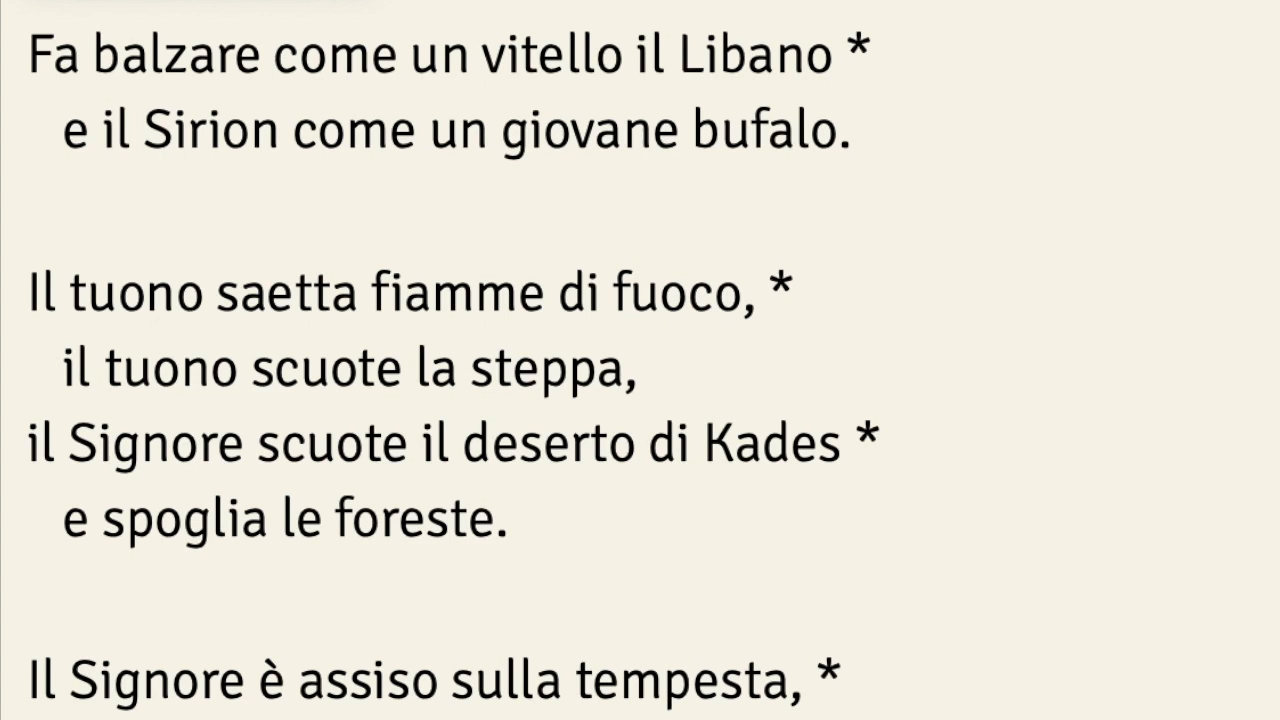 Fa balzare come un vitello il Libano *
e il Sirion come un giovane bufalo.
Il tuono saetta fiamme di fuoco, *
il tuono scuote la steppa,
il Signore scuote il deserto di Kades *
e spoglia le foreste.
Il Signore è assiso sulla tempesta, *